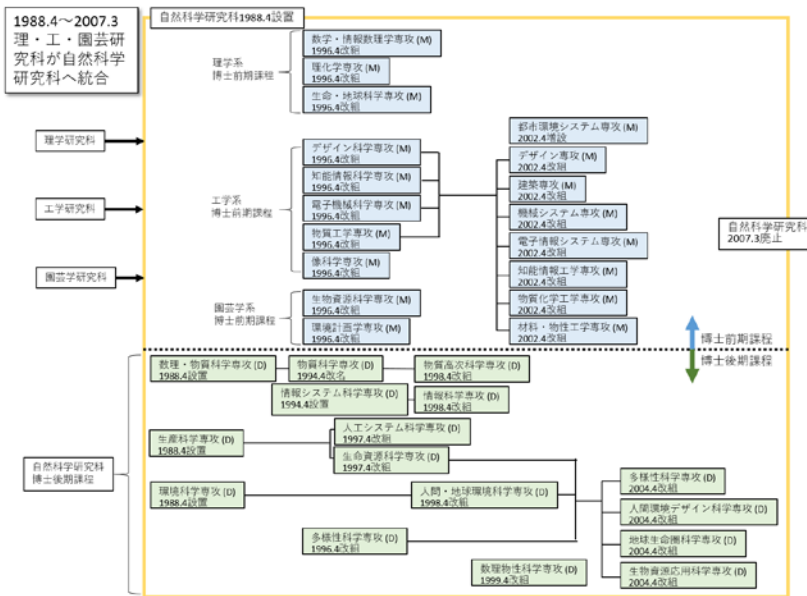 1988.4～2007.3
理・工・園芸研
究科が自然科学
研究科へ統合
自然科学研究科1988.4設置
理学系
博士前期課程
数学・情報数理学専攻(M)
1996.4改組
理化学専攻(M)
1996.4改組
生命・地球科学専攻(M)
1996.4改組
理学研究科
工学研究科
園芸学研究科
工学系
博士前期課程
デザイン科学専攻(M)
1996.4改組
知能情報科学専攻(M)
1996.4改組
電子機械科学専攻(M)
1996.4改組
物質工学専攻(M)
1996.4改組
像科学専攻(M)
1996.4改組
都市環境システム専攻(M)
2002.4増設
デザイン専攻(M)
2002.4改組
建築専攻(M)
2002.4改組
機械システム専攻(M)
2002.4改組
電子情報システム専攻(M)
2002.4改組
知能情報工学専攻(M)
2002.4改組
物質化学工学専攻(M)
2002.4改組
材料・物性工学専攻(M)
2002.4改組
園芸学系
博士前期課程
生物資源科学専攻(M)
1996.4改組
環境計画学専攻(M)
1996.4改組
自然科学研究科
2007.3廃止
博士前期課程
博士後期課程
自然科学研究科
博士後期課程
数理・物質科学専攻(D)
1988.4設置
物質科学専攻(D)
1994.4改名
物質高次科学専攻(D)
1998.4改組
情報システム科学専攻(D)
1994.4設置
情報科学専攻(D)
1998.4改組
生産科学専攻(D)
1988.4設置
人工システム科学専攻(D)
1997.4改組
生命資源科学専攻(D)
1997.4改組
環境科学専攻(D)
1988.4設置
人間・地球環境科学専攻(D)
1998.4改組
多様性科学専攻(D)
1996.4改組
数理物性科学専攻(D)
1999.4改組
多様性科学専攻(D)
2004.4改組
人間環境デザイン科学専攻(D)
2004.4改組
地球生命圏科学専攻(D)
2004.4改組
生物資源応用科学専攻(D)
2004.4改組